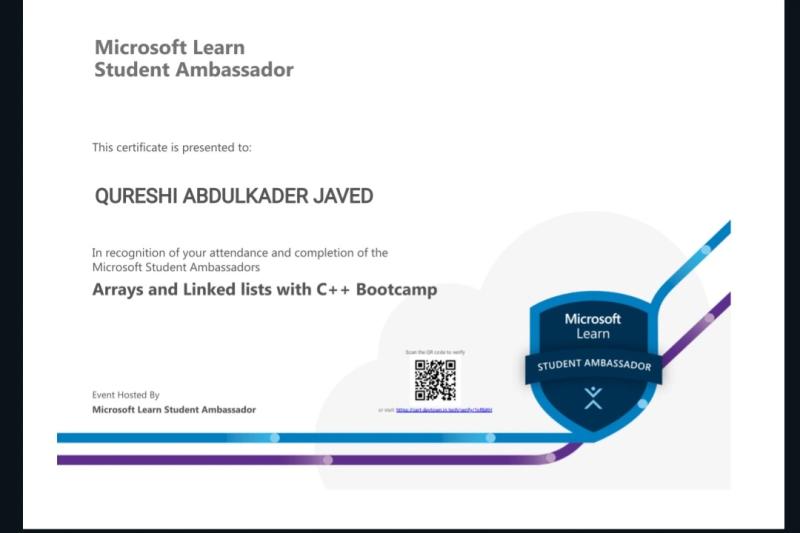 Microsoft Learn
Student Ambassador
This certificate is presented to:
QURESHI ABDULKADER JAVED
In recognition of your attendance and completion of the
Microsoft Student Ambassadors
Arrays and Linked lists with C++ Bootcamp
Scan the QR code to verify
or visit
Event Hosted By
Microsoft Learn Student Ambassador
Microsoft
Learn
STUDENT AMBASSADOR